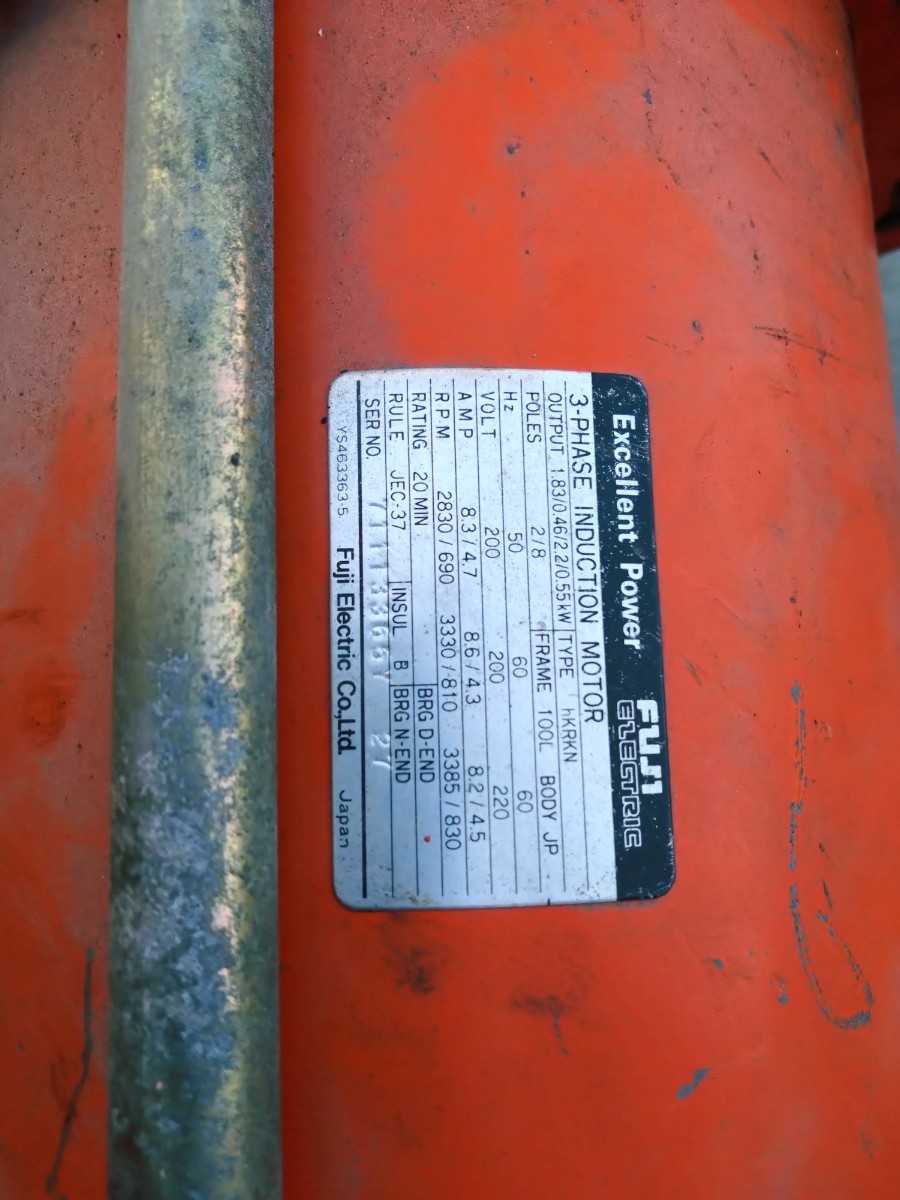 Excellent Power FUJI ELECTRIC
3-PHASE INDUCTION MOTOR
OUTPUT 1.83/0.46/2.2/0.55kW TYPE hKRKN
POLES 2/8 FRAME 100L BODY JP
Hz 50 60 60
VOLT 200 200 220
AMP 8.3/4.7 8.6/4.3 8.2/4.5
R.P.M 2830/690 3330/810 3385/830
RATING 20 MIN. BRG D-END
RULE JEC-37 INSUL B BRG N-END
SER NO. 27
YS463363-5 Fuji Electric Co.,Ltd. Japan